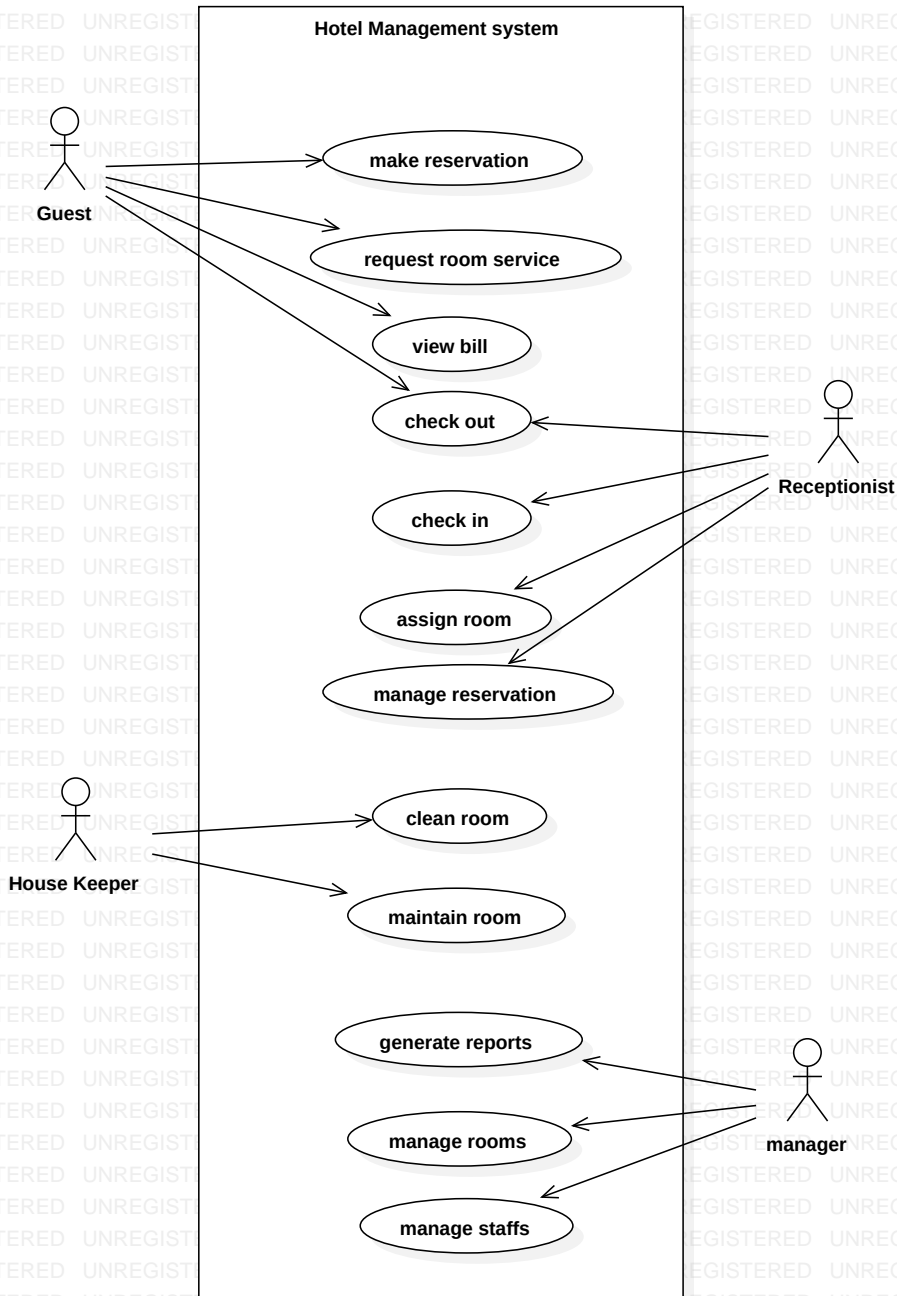 Hotel Management system
make reservation
Guest
request room service
view bill
check out
Receptionist
check in
assign room
manage reservation
clean room
House Keeper
maintain room
generate reports
manage rooms
manager
manage staffs
UNREGISTERED